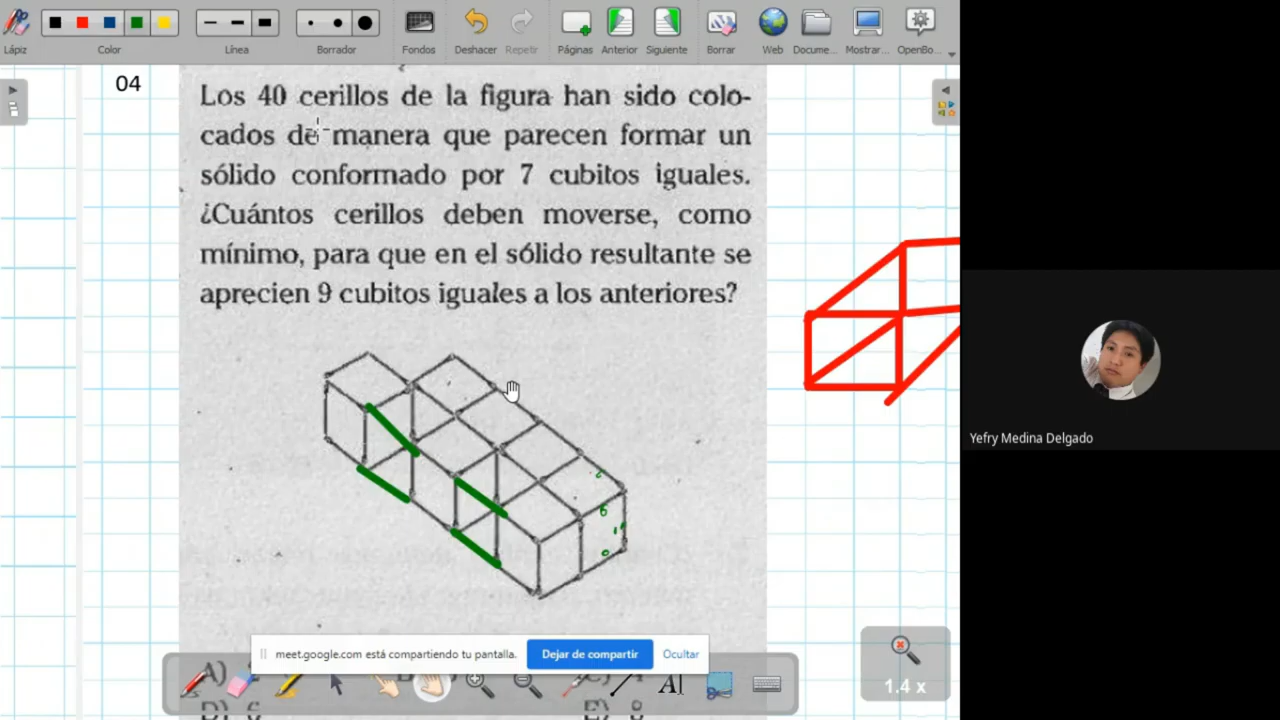 Lápiz
Color
Línea
Borrador
Fondos
Deshacer
Repetir
Páginas
Anterior
Siguiente
Borrar
Web
Docume...
Mostrar...
OpenBo...
04
Los 40 cerillos de la figura han sido colo-
cados de manera que parecen formar un
sólido conformado por 7 cubitos iguales.
¿Cuántos cerillos deben moverse, como
mínimo, para que en el sólido resultante se
aprecien 9 cubitos iguales a los anteriores?
Yefry Medina Delgado
meet.google.com está compartiendo tu pantalla.
Dejar de compartir
Ocultar
A)
D) 6
E) 8
1.4 x